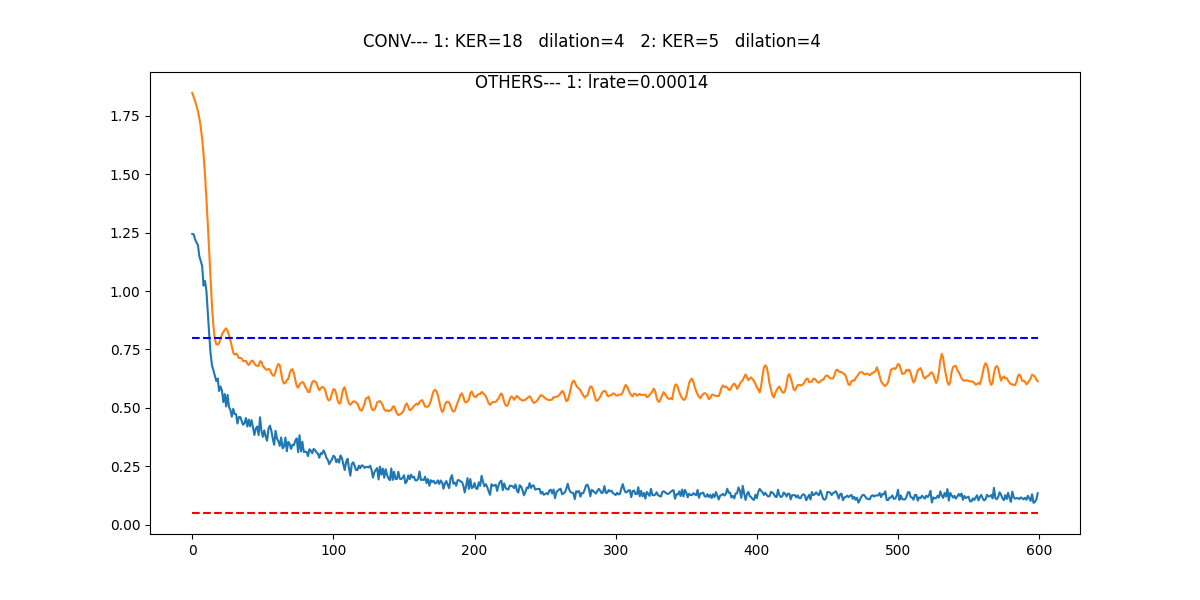 CONV--- 1: KER=18   dilation=4   2: KER=5   dilation=4
OTHERS--- 1: lrate=0.00014
1.75
1.50
1.25
1.00
0.75
0.50
0.25
0.00
0 100 200 300 400 500 600